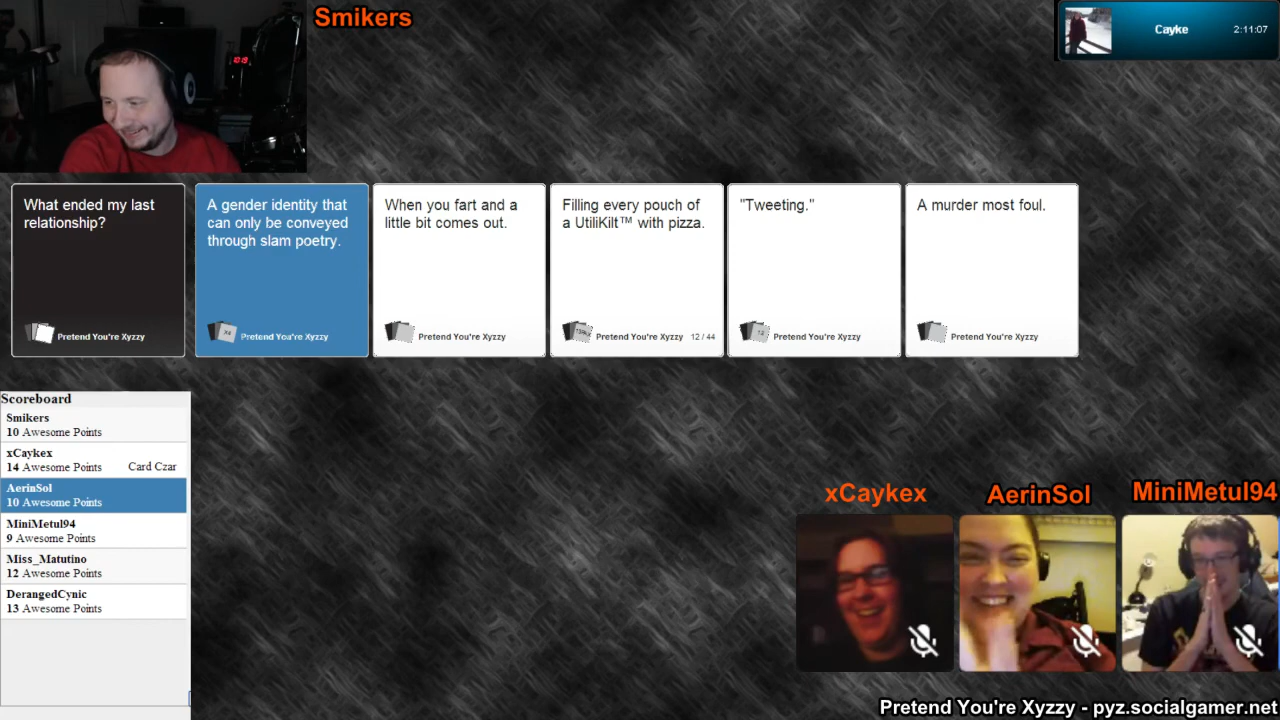 Smikers
Cayke
2:11:07
What ended my last
relationship?
Pretend You're Xyzzy
A gender identity that
can only be conveyed
through slam poetry.
Pretend You're Xyzzy
When you fart and a
little bit comes out.
Pretend You're Xyzzy
Filling every pouch of
a UtiliKilt™ with pizza.
Pretend You're Xyzzy 12 / 44
"Tweeting."
Pretend You're Xyzzy
A murder most foul.
Pretend You're Xyzzy
Scoreboard
Smikers
10 Awesome Points
xCaykex
14 Awesome Points Card Czar
AerinSol
10 Awesome Points
MiniMetul94
9 Awesome Points
Miss_Matutino
12 Awesome Points
DerangedCynic
13 Awesome Points
xCaykex
AerinSol
MiniMetul94
Pretend You're Xyzzy - pyz.socialgamer.net